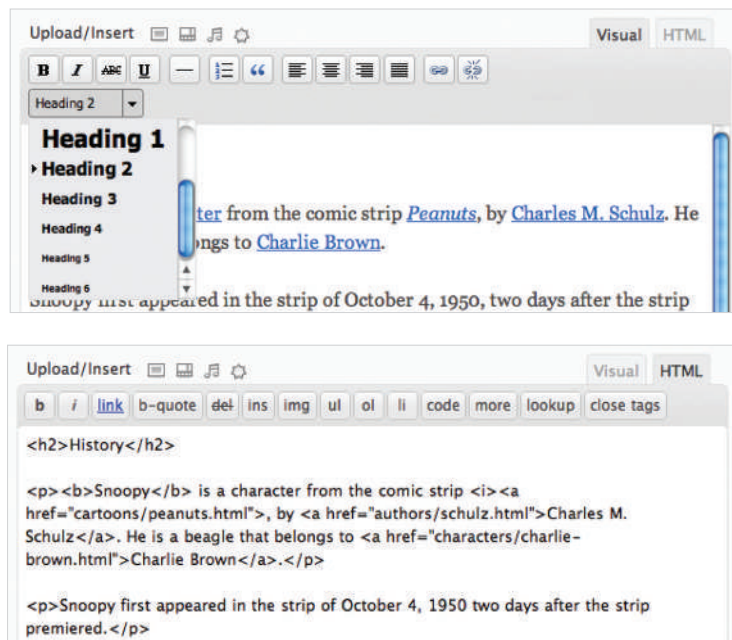 Upload/Insert Visual HTML
B I ABC U
Heading 2
Heading 1
Heading 2
Heading 3
Heading 4
Heading 5
Heading 6
ter from the comic strip Peanuts, by Charles M. Schulz. He
ngs to Charlie Brown.
Snoopy first appeared in the strip of October 4, 1950, two days after the strip
Upload/Insert Visual HTML
b i link b-quote del ins img ul ol li code more lookup close tags
<h2>History</h2>
<p><b>Snoopy</b> is a character from the comic strip <i><a
href="cartoons/peanuts.html">, by <a href="authors/schulz.html">Charles M.
Schulz</a>. He is a beagle that belongs to <a href="characters/charlie-
brown.html">Charlie Brown</a>.</p>
<p>Snoopy first appeared in the strip of October 4, 1950 two days after the strip
premiered.</p>